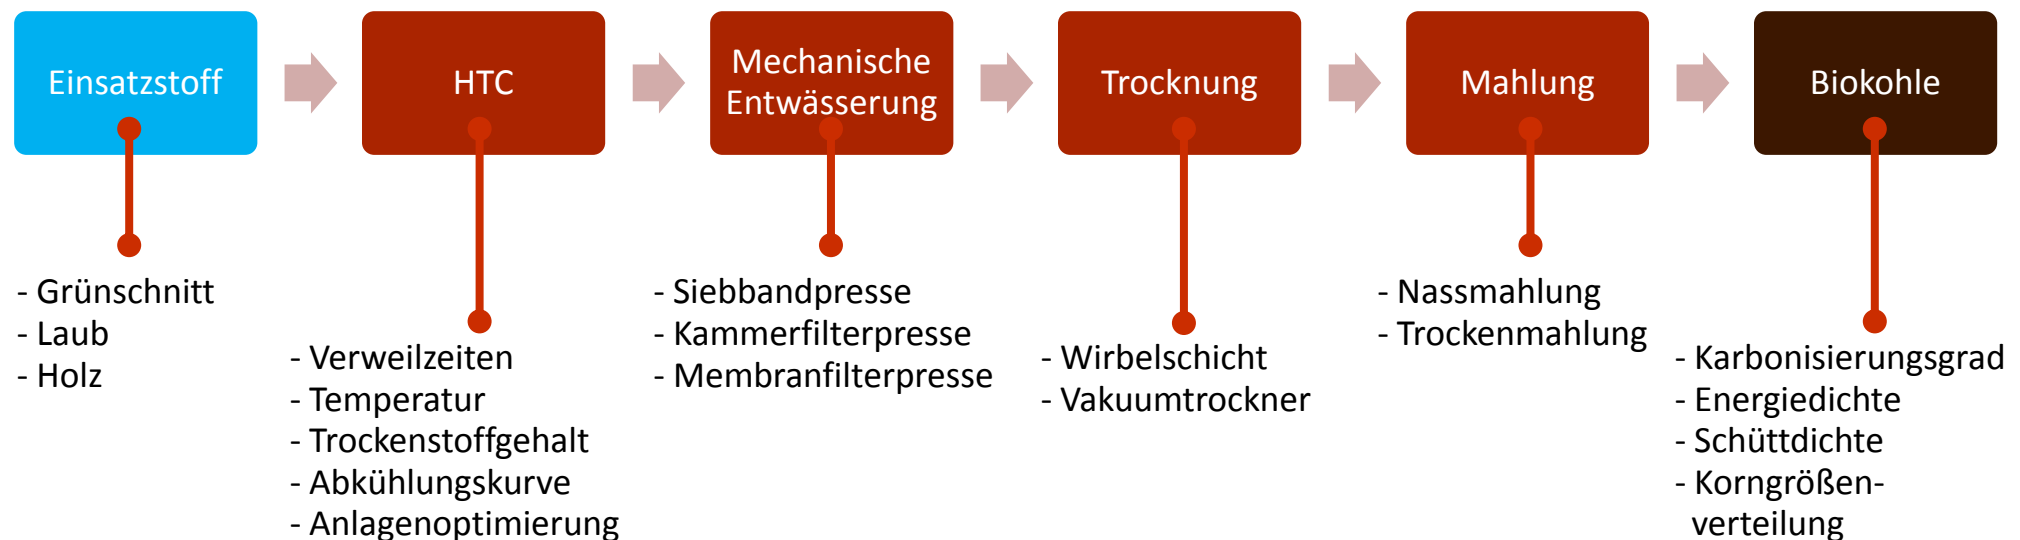 Einsatzstoff
HTC
Mechanische
Entwässerung
Trocknung
Mahlung
Biokohle
- Grünschnitt
- Laub
- Holz
- Verweilzeiten
- Temperatur
- Trockenstoffgehalt
- Abkühlungskurve
- Anlagenoptimierung
- Siebbandpresse
- Kammerfilterpresse
- Membranfilterpresse
- Wirbelschicht
- Vakuumtrockner
- Nassmahlung
- Trockenmahlung
- Karbonisierungsgrad
- Energiedichte
- Schüttdichte
- Korngrößen-
verteilung